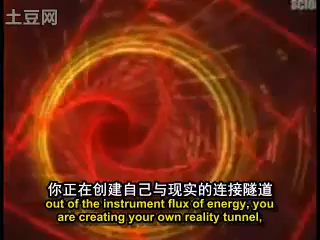 土豆网
SCIO
你正在创建自己与现实的连接隧道
out of the instrument flux of energy, you
are creating your own reality tunnel,